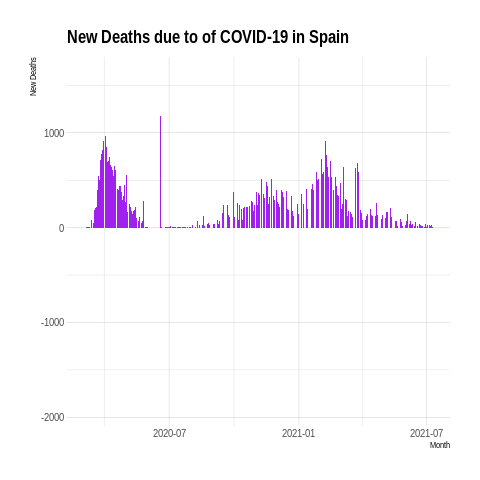 New Deaths due to of COVID-19 in Spain
New Deaths
1000
0
-1000
-2000
2020-07
2021-01
2021-07
Month